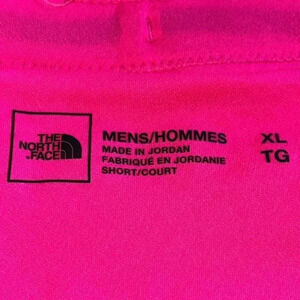 THE
NORTH
FACE
MENS/HOMMES
MADE IN JORDAN
FABRIQUÉ EN JORDANIE
SHORT/COURT
XL
TG